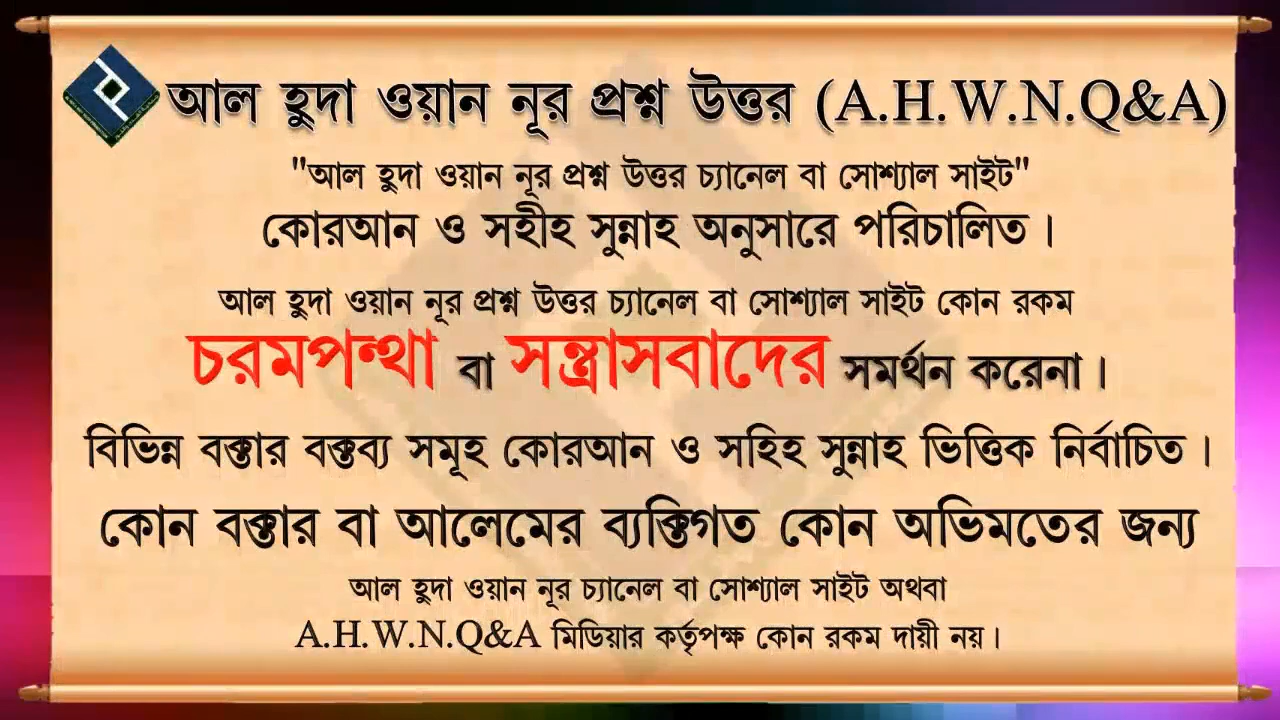 আল হুদা ওয়ান নূর প্রশ্ন উত্তর (A.H.W.N.Q&A)
"আল হুদা ওয়ান নূর প্রশ্ন উত্তর চ্যানেল বা সোশ্যাল সাইট"
কোরআন ও সহীহ সুন্নাহ অনুসারে পরিচালিত।
আল হুদা ওয়ান নূর প্রশ্ন উত্তর চ্যানেল বা সোশ্যাল সাইট কোন রকম
চরমপন্থা বা সন্ত্রাসবাদের সমর্থন করেনা।
বিভিন্ন বক্তার বক্তব্য সমূহ কোরআন ও সহিহ সুন্নাহ ভিত্তিক নির্বাচিত।
কোন বক্তার বা আলেমের ব্যক্তিগত কোন অভিমতের জন্য
আল হুদা ওয়ান নূর চ্যানেল বা সোশ্যাল সাইট অথবা
A.H.W.N.Q&A মিডিয়ার কর্তৃপক্ষ কোন রকম দায়ী নয়।